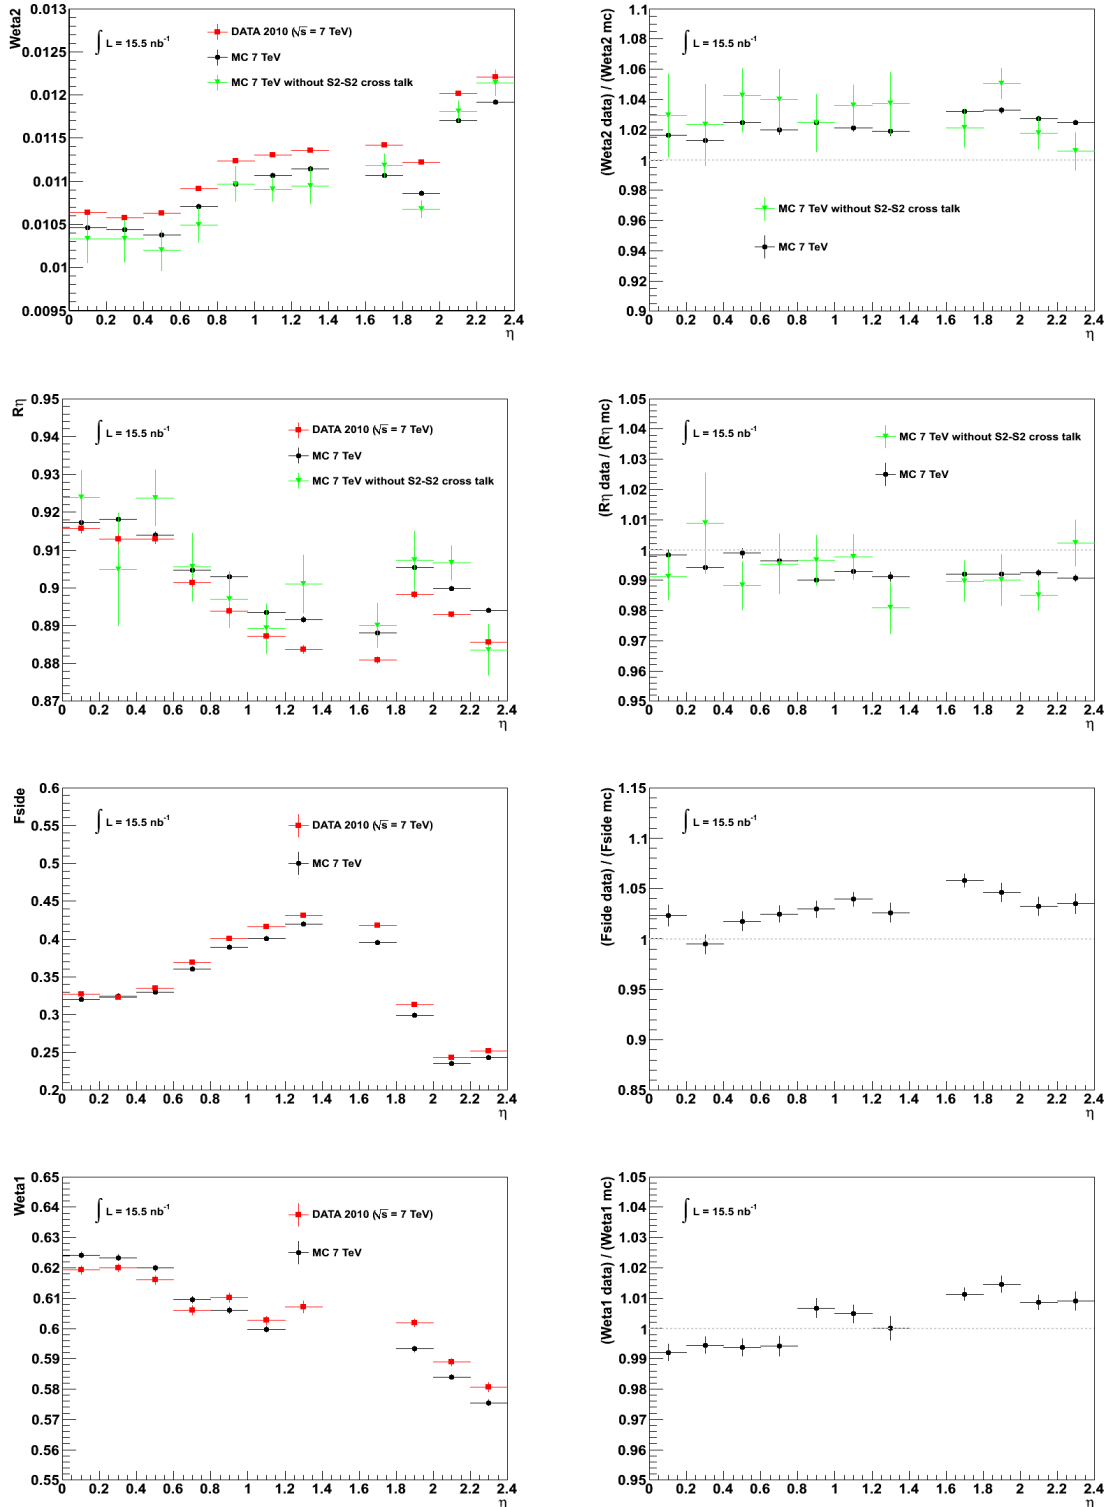 Weta2
0.013
0.0125
0.012
0.0115
0.011
0.0105
0.01
0.0095
∫ L = 15.5 nb⁻¹
DATA 2010 (√s = 7 TeV)
MC 7 TeV
MC 7 TeV without S2-S2 cross talk
0 0.2 0.4 0.6 0.8 1 1.2 1.4 1.6 1.8 2 2.2 2.4
η
(Weta2 data) / (Weta2 mc)
1.1
1.08
1.06
1.04
1.02
1
0.98
0.96
0.94
0.92
0.9
∫ L = 15.5 nb⁻¹
MC 7 TeV without S2-S2 cross talk
MC 7 TeV
0.2 0.4 0.6 0.8 1 1.2 1.4 1.6 1.8 2 2.2 2.4
η
Rη
0.95
0.94
0.93
0.92
0.91
0.9
0.89
0.88
0.87
∫ L = 15.5 nb⁻¹
DATA 2010 (√s = 7 TeV)
MC 7 TeV
MC 7 TeV without S2-S2 cross talk
0 0.2 0.4 0.6 0.8 1 1.2 1.4 1.6 1.8 2 2.2 2.4
η
(Rη data / (Rη mc)
1.05
1.04
1.03
1.02
1.01
1
0.99
0.98
0.97
0.96
0.95
∫ L = 15.5 nb⁻¹
MC 7 TeV without S2-S2 cross talk
MC 7 TeV
0.2 0.4 0.6 0.8 1 1.2 1.4 1.6 1.8 2 2.2 2.4
η
Fside
0.6
0.55
0.5
0.45
0.4
0.35
0.3
0.25
0.2
∫ L = 15.5 nb⁻¹
DATA 2010 (√s = 7 TeV)
MC 7 TeV
0 0.2 0.4 0.6 0.8 1 1.2 1.4 1.6 1.8 2 2.2 2.4
η
(Fside data) / (Fside mc)
1.15
1.1
1.05
1
0.95
0.9
0.85
∫ L = 15.5 nb⁻¹
0.2 0.4 0.6 0.8 1 1.2 1.4 1.6 1.8 2 2.2 2.4
η
Weta1
0.65
0.64
0.63
0.62
0.61
0.6
0.59
0.58
0.57
0.56
0.55
∫ L = 15.5 nb⁻¹
DATA 2010 (√s = 7 TeV)
MC 7 TeV
0 0.2 0.4 0.6 0.8 1 1.2 1.4 1.6 1.8 2 2.2 2.4
η
(Weta1 data) / (Weta1 mc)
1.05
1.04
1.03
1.02
1.01
1
0.99
0.98
0.97
0.96
0.95
∫ L = 15.5 nb⁻¹
0.2 0.4 0.6 0.8 1 1.2 1.4 1.6 1.8 2 2.2 2.4
η